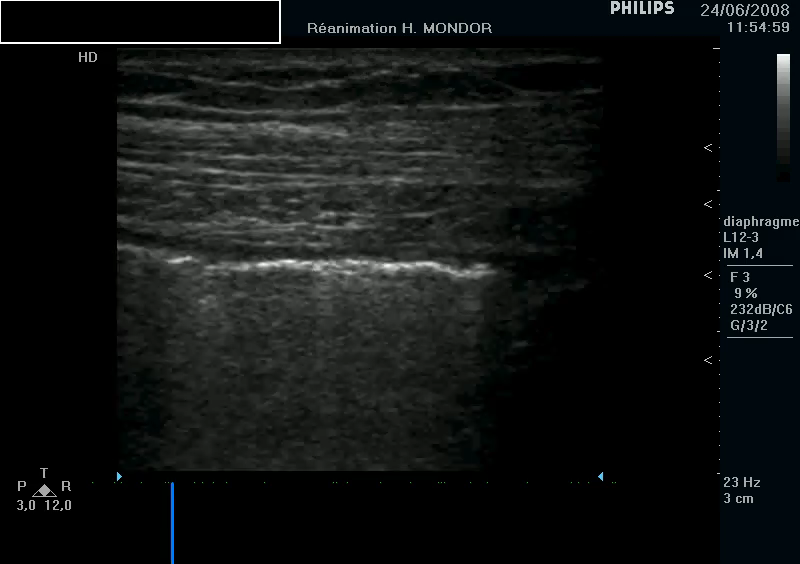 PHILIPS
24/06/2008
Réanimation H. MONDOR
11:54:59
HD
diaphragme
L12-3
IM 1,4
F 3
9 %
232dB/C6
G/3/2
T
P R
3,0 12,0
23 Hz
3 cm